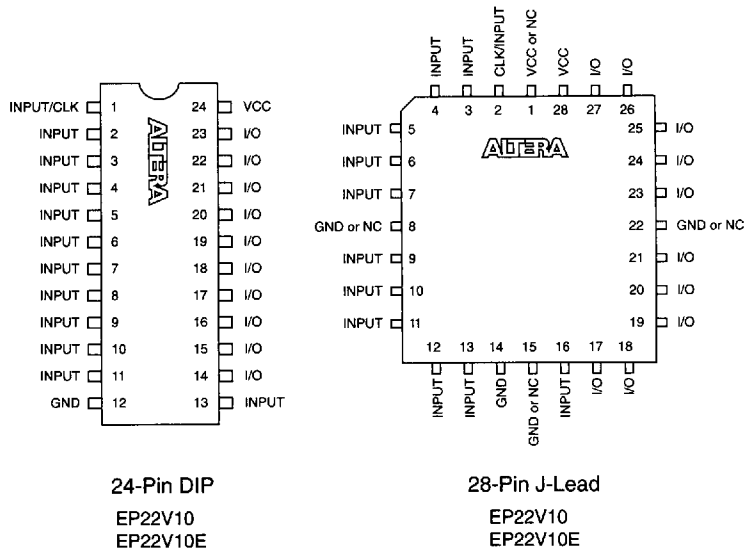 INPUT/CLK 1 24 VCC
INPUT 2 23 I/O
INPUT 3 22 I/O
INPUT 4 21 I/O
INPUT 5 20 I/O
INPUT 6 19 I/O
INPUT 7 18 I/O
INPUT 8 17 I/O
INPUT 9 16 I/O
INPUT 10 15 I/O
INPUT 11 14 I/O
GND 12 13 INPUT
ALTERA
24-Pin DIP
EP22V10
EP22V10E
INPUT INPUT CLK/INPUT VCC or NC VCC I/O I/O
4 3 2 1 28 27 26
ALTERA
INPUT 5 25 I/O
INPUT 6 24 I/O
INPUT 7 23 I/O
GND or NC 8 22 GND or NC
INPUT 9 21 I/O
INPUT 10 20 I/O
INPUT 11 19 I/O
12 13 14 15 16 17 18
INPUT INPUT GND GND or NC INPUT I/O I/O
28-Pin J-Lead
EP22V10
EP22V10E